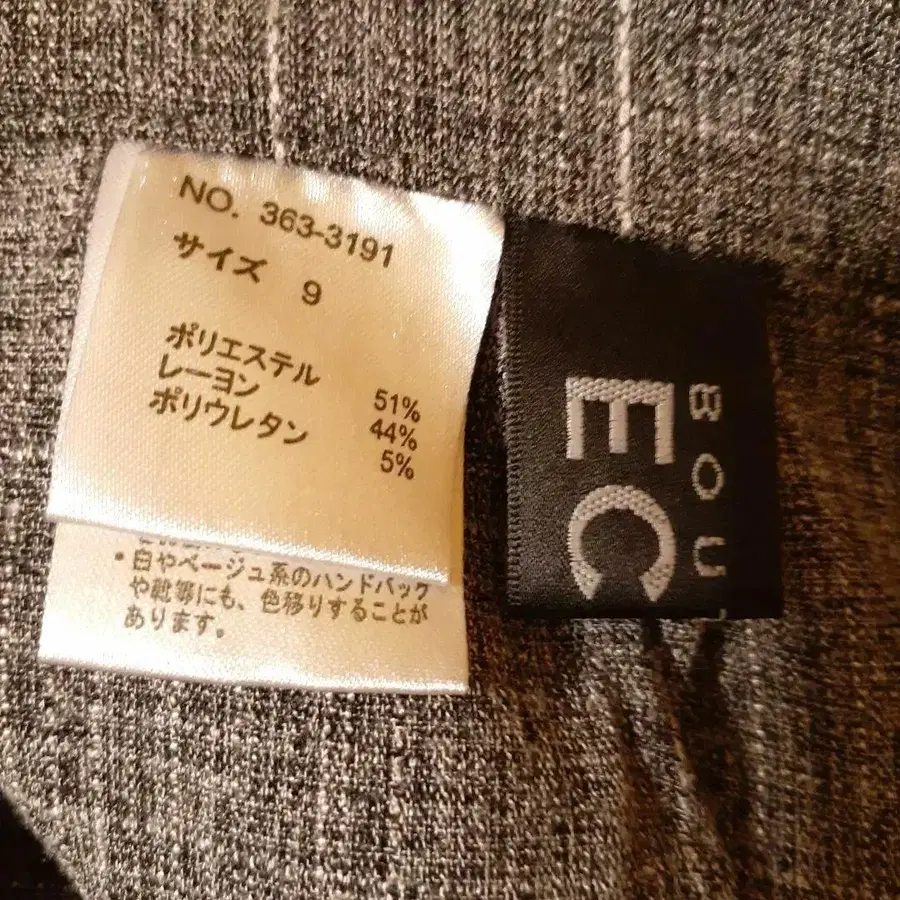 NO. 363-3191
サイズ 9
ポリエステル 51%
レーヨン 44%
ポリウレタン 5%
・白やベージュ系のハンドバック
や靴等にも、色移りすることが
あります。
BOU
EC